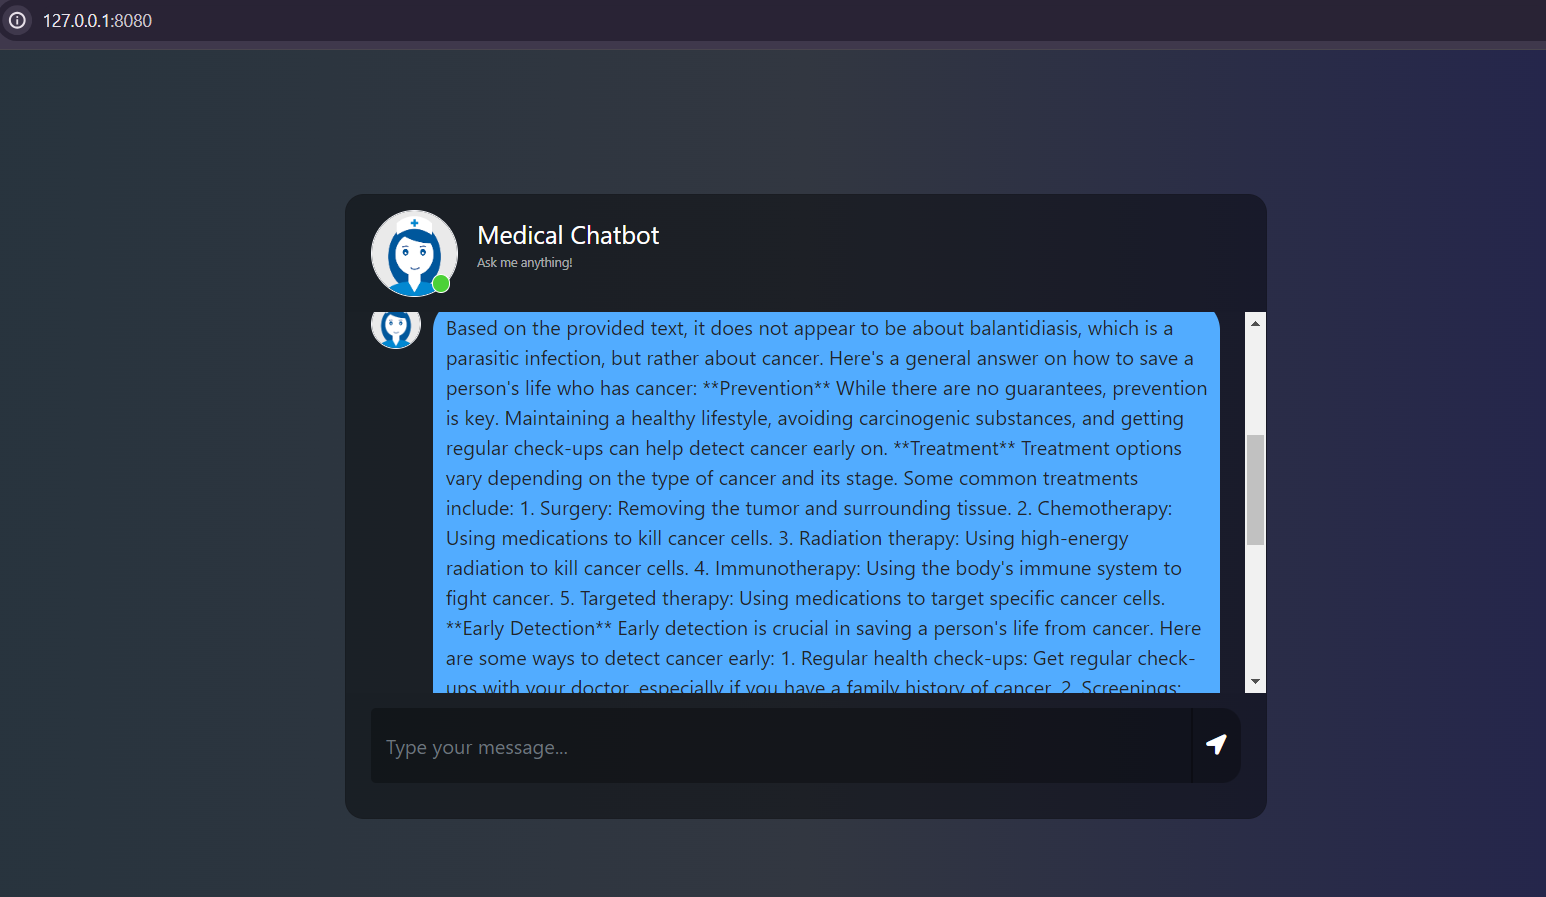 127.0.0.1:8080
Medical Chatbot
Ask me anything!
Based on the provided text, it does not appear to be about balantidiasis, which is a
parasitic infection, but rather about cancer. Here's a general answer on how to save a
person's life who has cancer: **Prevention** While there are no guarantees, prevention
is key. Maintaining a healthy lifestyle, avoiding carcinogenic substances, and getting
regular check-ups can help detect cancer early on. **Treatment** Treatment options
vary depending on the type of cancer and its stage. Some common treatments
include: 1. Surgery: Removing the tumor and surrounding tissue. 2. Chemotherapy:
Using medications to kill cancer cells. 3. Radiation therapy: Using high-energy
radiation to kill cancer cells. 4. Immunotherapy: Using the body's immune system to
fight cancer. 5. Targeted therapy: Using medications to target specific cancer cells.
**Early Detection** Early detection is crucial in saving a person's life from cancer. Here
are some ways to detect cancer early: 1. Regular health check-ups: Get regular check-
ups with your doctor, especially if you have a family history of cancer. 2. Screenings:
Type your message...